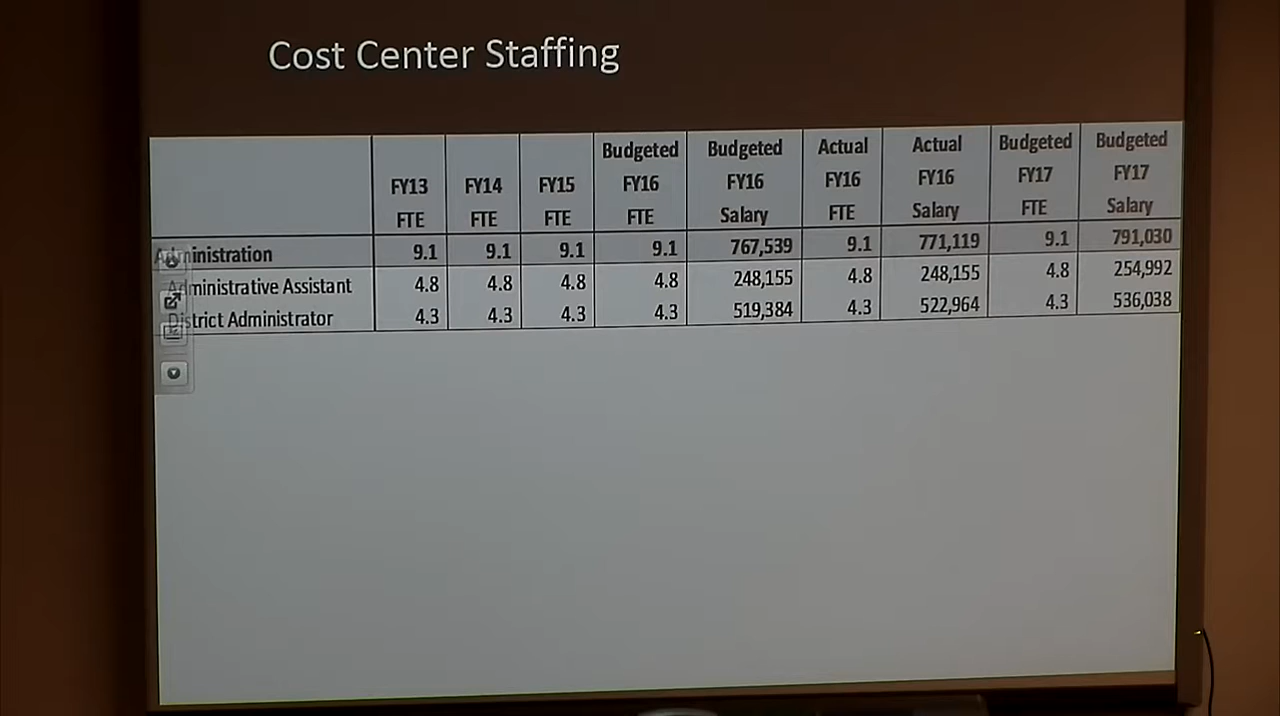 Cost Center Staffing
Budgeted Budgeted Actual Actual Budgeted Budgeted
FY13 FY14 FY15 FY16 FY16 FY16 FY16 FY17 FY17
FTE FTE FTE FTE Salary FTE Salary FTE Salary
Administration 9.1 9.1 9.1 9.1 767,539 9.1 771,119 9.1 791,030
Administrative Assistant 4.8 4.8 4.8 4.8 248,155 4.8 248,155 4.8 254,992
District Administrator 4.3 4.3 4.3 4.3 519,384 4.3 522,964 4.3 536,038